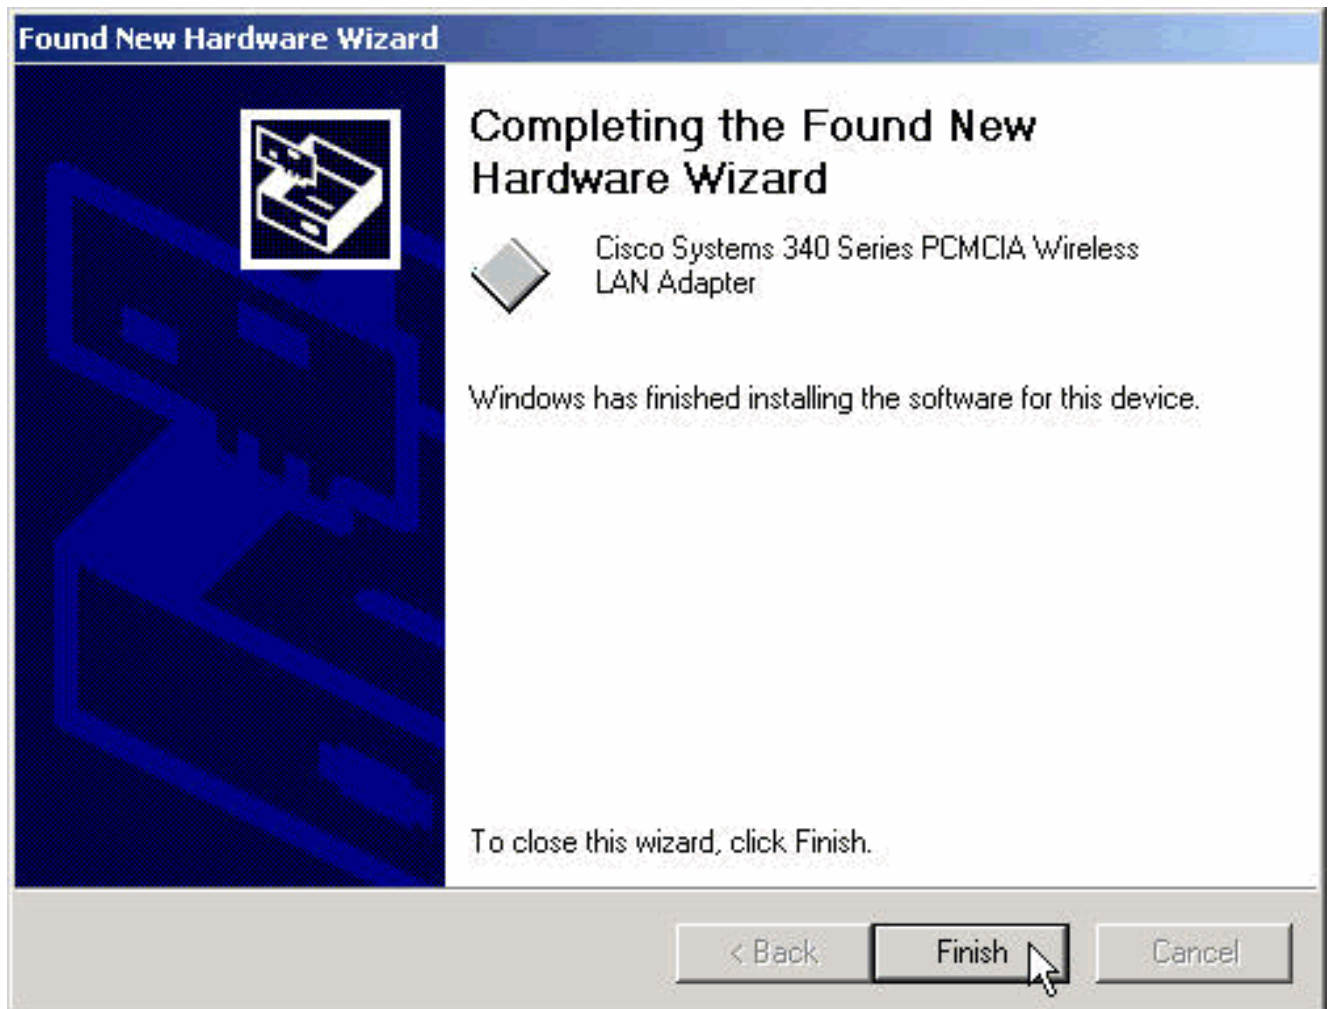 Found New Hardware Wizard
Completing the Found New
Hardware Wizard
Cisco Systems 340 Series PCMCIA Wireless
LAN Adapter
Windows has finished installing the software for this device.
To close this wizard, click Finish.
< Back Finish Cancel